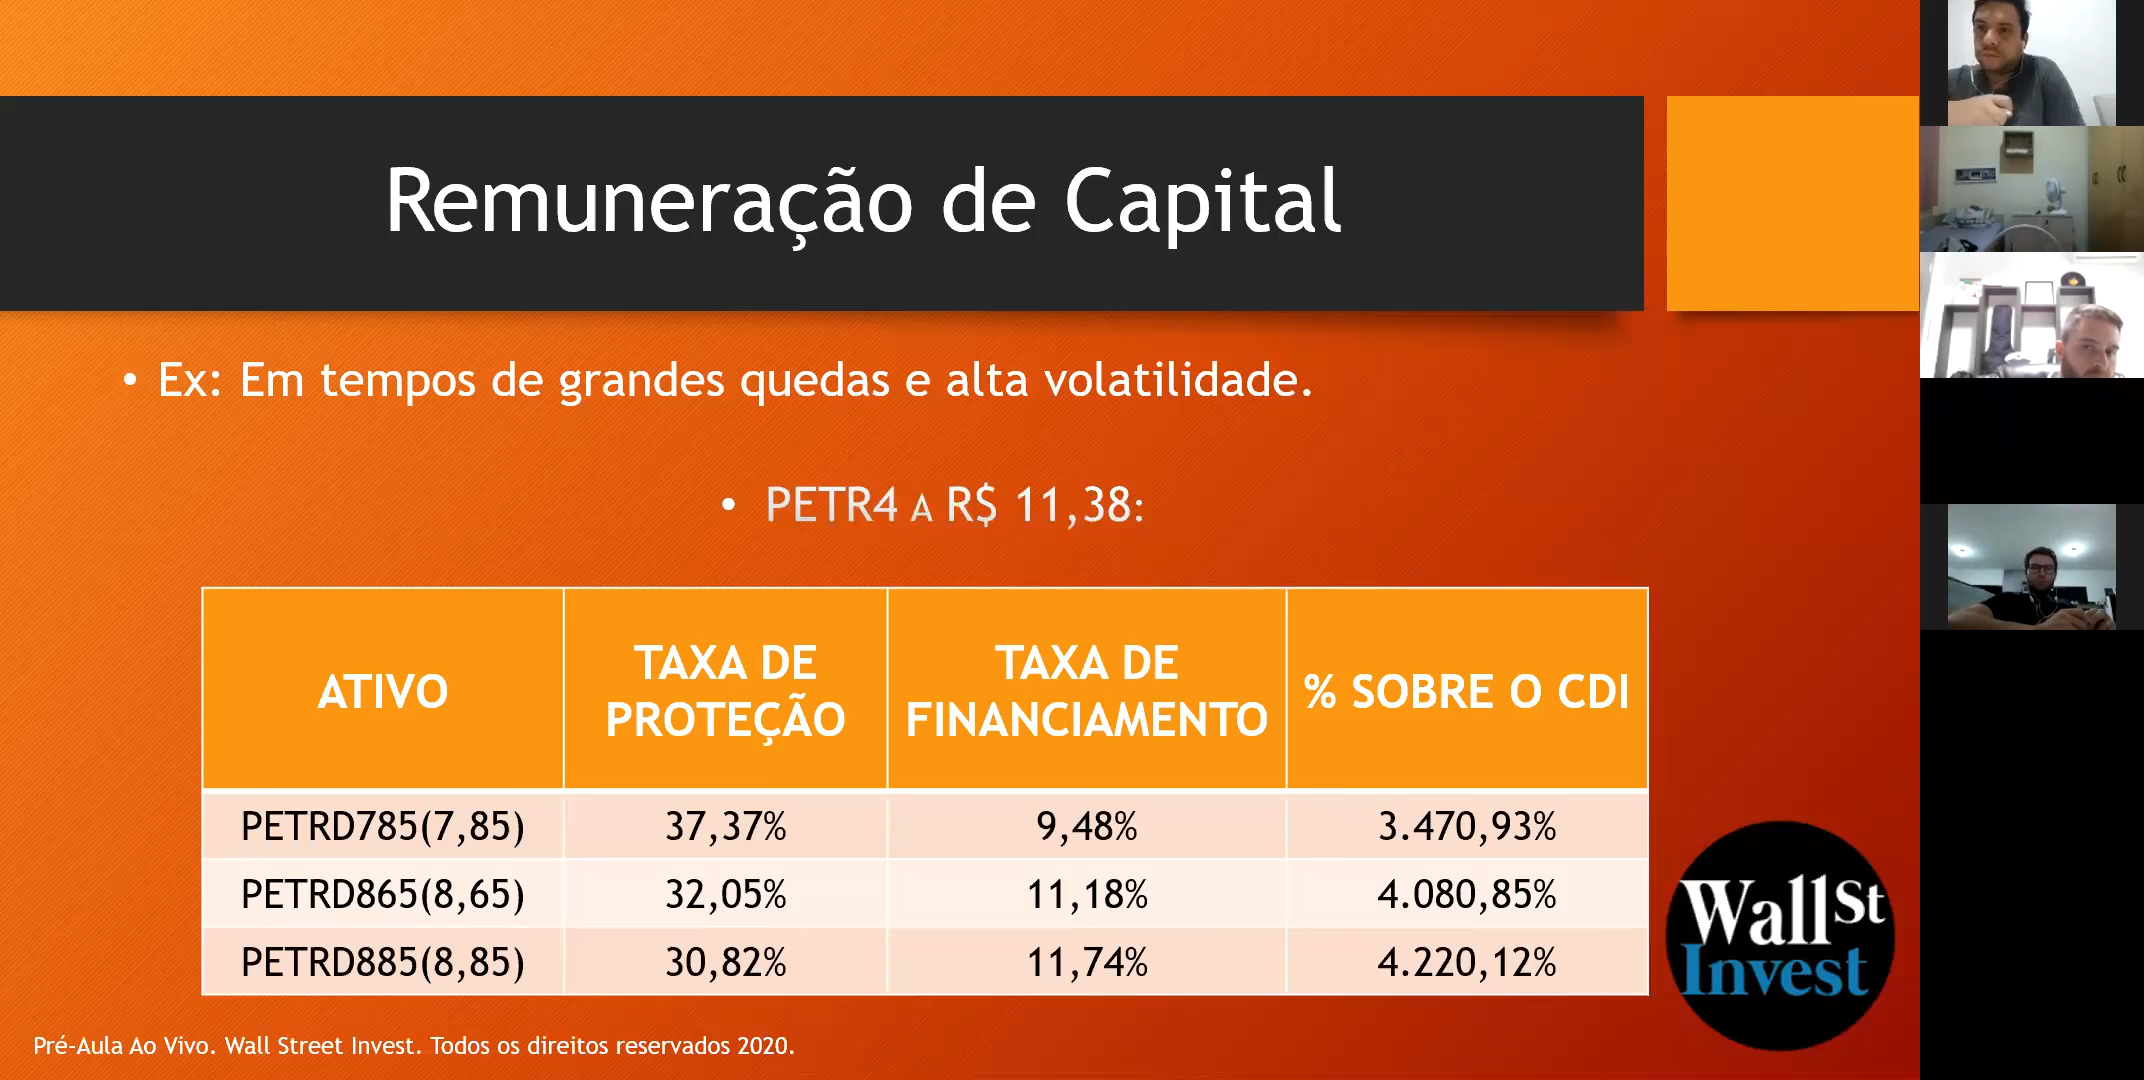 Remuneração de Capital
• Ex: Em tempos de grandes quedas e alta volatilidade.
• PETR4 A R$ 11,38:
ATIVO
TAXA DE
PROTEÇÃO
TAXA DE
FINANCIAMENTO
% SOBRE O CDI
PETRD785(7,85) 37,37% 9,48% 3.470,93%
PETRD865(8,65) 32,05% 11,18% 4.080,85%
PETRD885(8,85) 30,82% 11,74% 4.220,12%
Wall St
Invest
Pré-Aula Ao Vivo. Wall Street Invest. Todos os direitos reservados 2020.